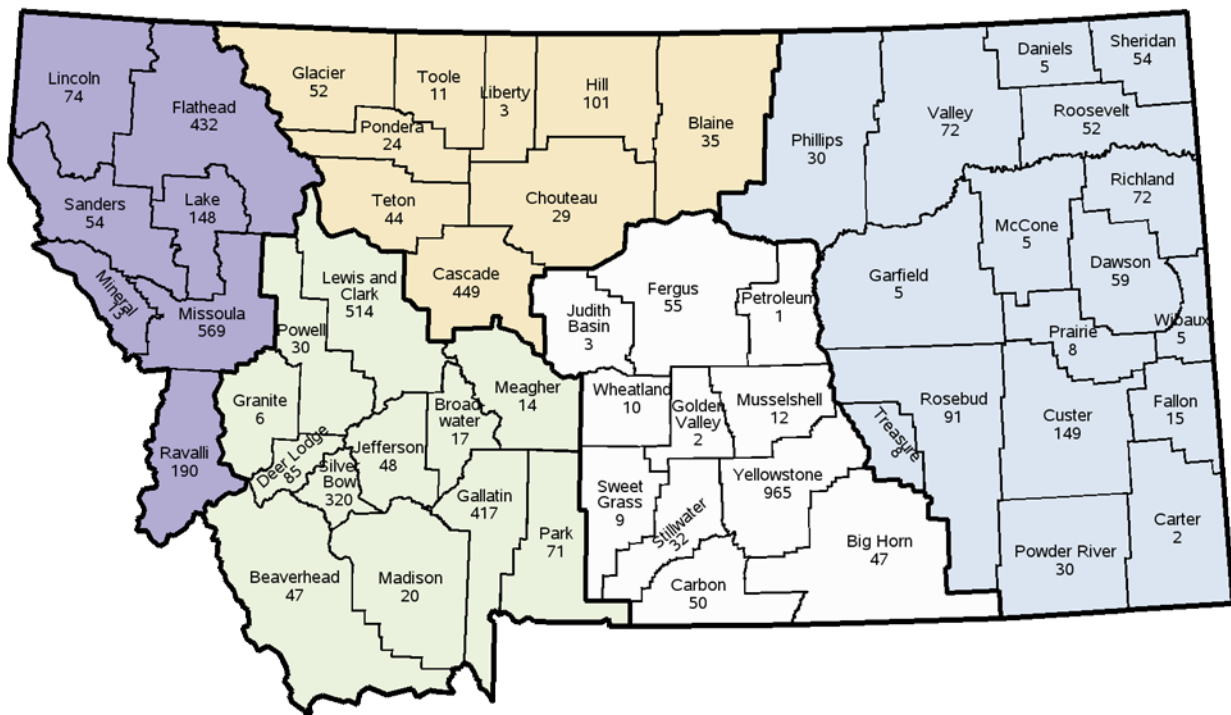 Lincoln
74
Flathead
432
Glacier
52
Toole
11
Liberty
3
Hill
101
Blaine
35
Phillips
30
Valley
72
Daniels
5
Sheridan
54
Roosevelt
52
Pondera
24
Sanders
54
Lake
148
Teton
44
Chouteau
29
Richland
72
McCone
5
Dawson
59
Garfield
5
Mineral
Missoula
569
Lewis and
Clark
514
Powell
30
Cascade
449
Judith
Basin
3
Fergus
55
Petroleum
1
Prairie
8
Wibaux
5
Granite
6
Meagher
14
Broad
water
17
Wheatland
10
Golden
Valley
2
Musselshell
12
Treasure
8
Rosebud
91
Custer
149
Fallon
15
Ravalli
190
Deer Lodge
85
Silver
Bow
320
Jefferson
48
Gallatin
417
Park
71
Sweet
Grass
9
Stillwater
32
Yellowstone
965
Big Horn
47
Carter
2
Powder River
30
Beaverhead
47
Madison
20
Carbon
50